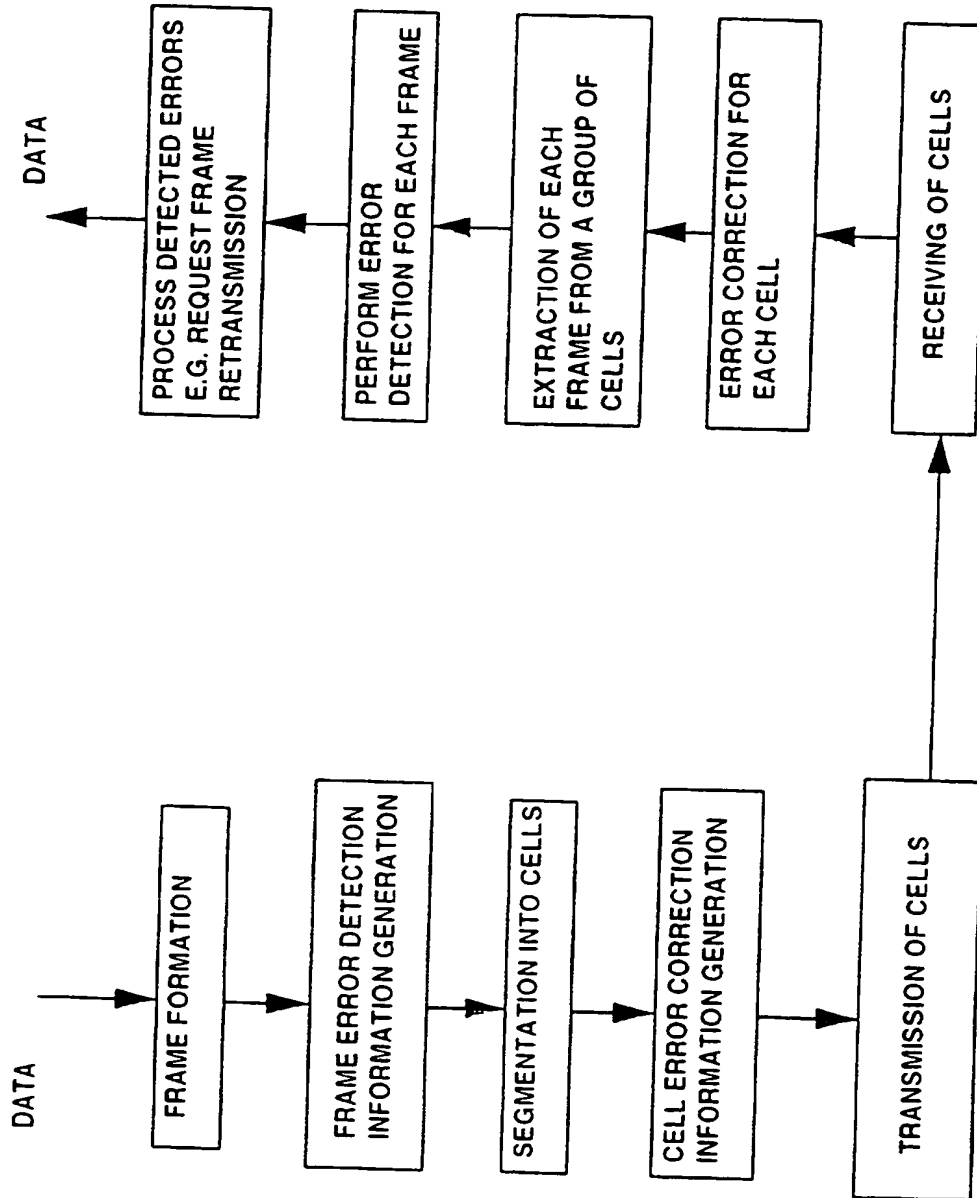 DATA
FRAME FORMATION
FRAME ERROR DETECTION
INFORMATION GENERATION
SEGMENTATION INTO CELLS
CELL ERROR CORRECTION
INFORMATION GENERATION
TRANSMISSION OF CELLS
RECEIVING OF CELLS
ERROR CORRECTION FOR
EACH CELL
EXTRACTION OF EACH
FRAME FROM A GROUP OF
CELLS
PERFORM ERROR
DETECTION FOR EACH FRAME
PROCESS DETECTED ERRORS
E.G. REQUEST FRAME
RETRANSMISSION
DATA